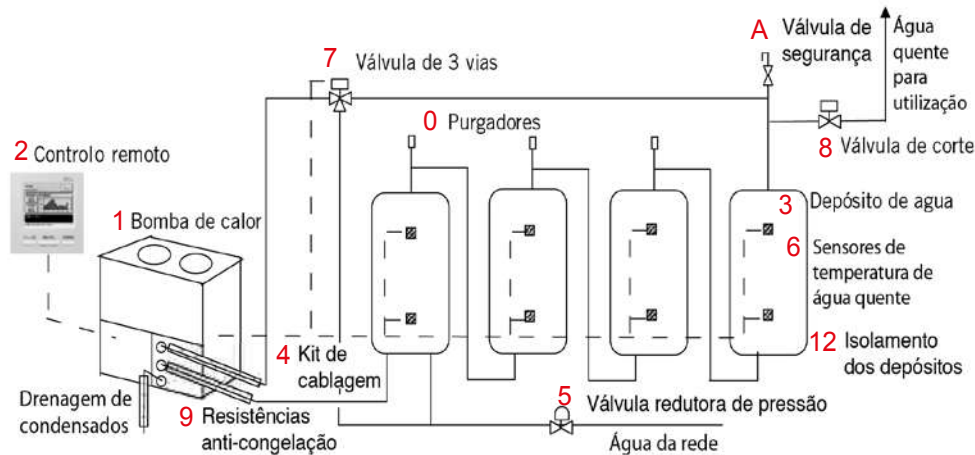 A Válvula de
segurança
Água
quente
para
utilização
7 Válvula de 3 vias
0 Purgadores
8 Válvula de corte
2 Controlo remoto
1 Bomba de calor
3 Depósito de agua
6 Sensores de
temperatura de
água quente
12 Isolamento
dos depósitos
4 Kit de
cablagem
Drenagem de
condensados
9 Resistências
anti-congelação
5 Válvula redutora de pressão
Água da rede